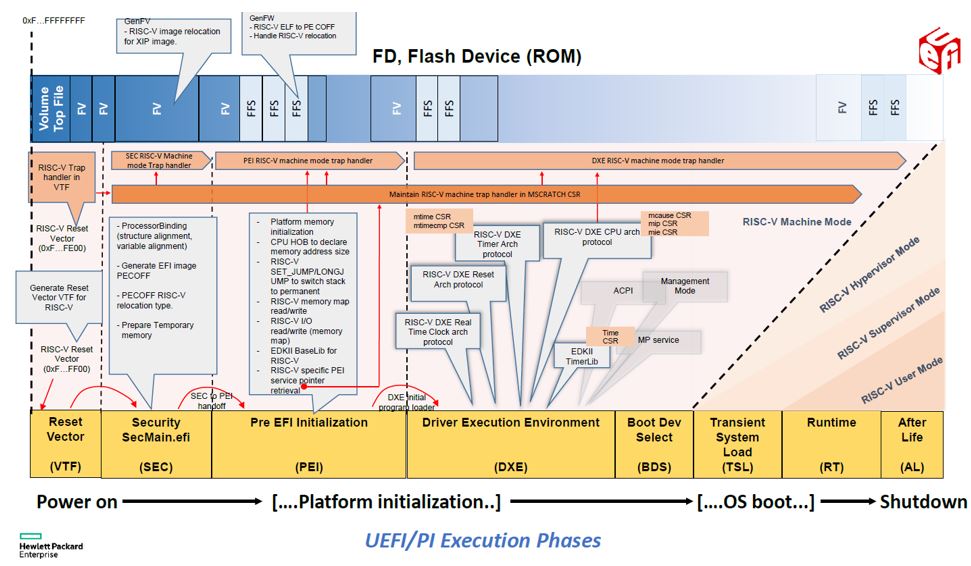 0xF...FFFFFFFF
GenFV
- RISC-V image relocation
for XIP image.
GenFW
- RISC-V ELF to PE COFF
- Handle RISC-V relocation
FD, Flash Device (ROM)
UEFI
Volume
Top File
FV
FV
FV
FV
FFS
FFS
FFS
FV
FFS
FFS
FV
FFS
FFS
RISC-V Trap
handler in
VTF
SEC RISC-V Machine
mode Trap handler
PEI RISC-V machine mode trap handler
DXE RISC-V machine mode trap handler
Maintain RISC-V machine trap handler in MSCRATCH CSR
RISC-V Reset
Vector
(0xF...FE00)
Generate Reset
Vector VTF for
RISC-V
RISC-V Reset
Vector
(0xF...FF00)
- ProcessorBinding
(structure alignment,
variable alignment)
- Generate EFI image
PECOFF
- PECOFF RISC-V
relocation type.
- Prepare Temporary
memory
- Platform memory
initialization
- CPU HOB to declare
memory address size
- RISC-V
SET_JUMP/LONGJ
UMP to switch stack to
permanent
- RISC-V memory map
read/write
- RISC-V I/O
read/write (memory
map)
- EDKII BaseLib for
RISC-V
- RISC-V specific PEI
service pointer
retrieval
mtime CSR
mtimecmp CSR
RISC-V DXE
Timer Arch
protocol
RISC-V DXE CPU arch
protocol
mcause CSR
mip CSR
mie CSR
RISC-V DXE Reset
Arch protocol
RISC-V DXE Real
Time Clock arch
protocol
ACPI
Management
Mode
Time
CSR
MP service
EDKII
TimerLib
RISC-V Machine Mode
RISC-V Hypervisor Mode
RISC-V Supervisor Mode
RISC-V User Mode
SEC to PEI
handoff
DXE initial
program loader
Reset
Vector
(VTF)
Security
SecMain.efi
(SEC)
Pre EFI Initialization
(PEI)
Driver Execution Environment
(DXE)
Boot Dev
Select
(BDS)
Transient
System
Load
(TSL)
Runtime
(RT)
After
Life
(AL)
Power on
[....Platform initialization..]
[....OS boot...]
Shutdown
Hewlett Packard
Enterprise
UEFI/PI Execution Phases